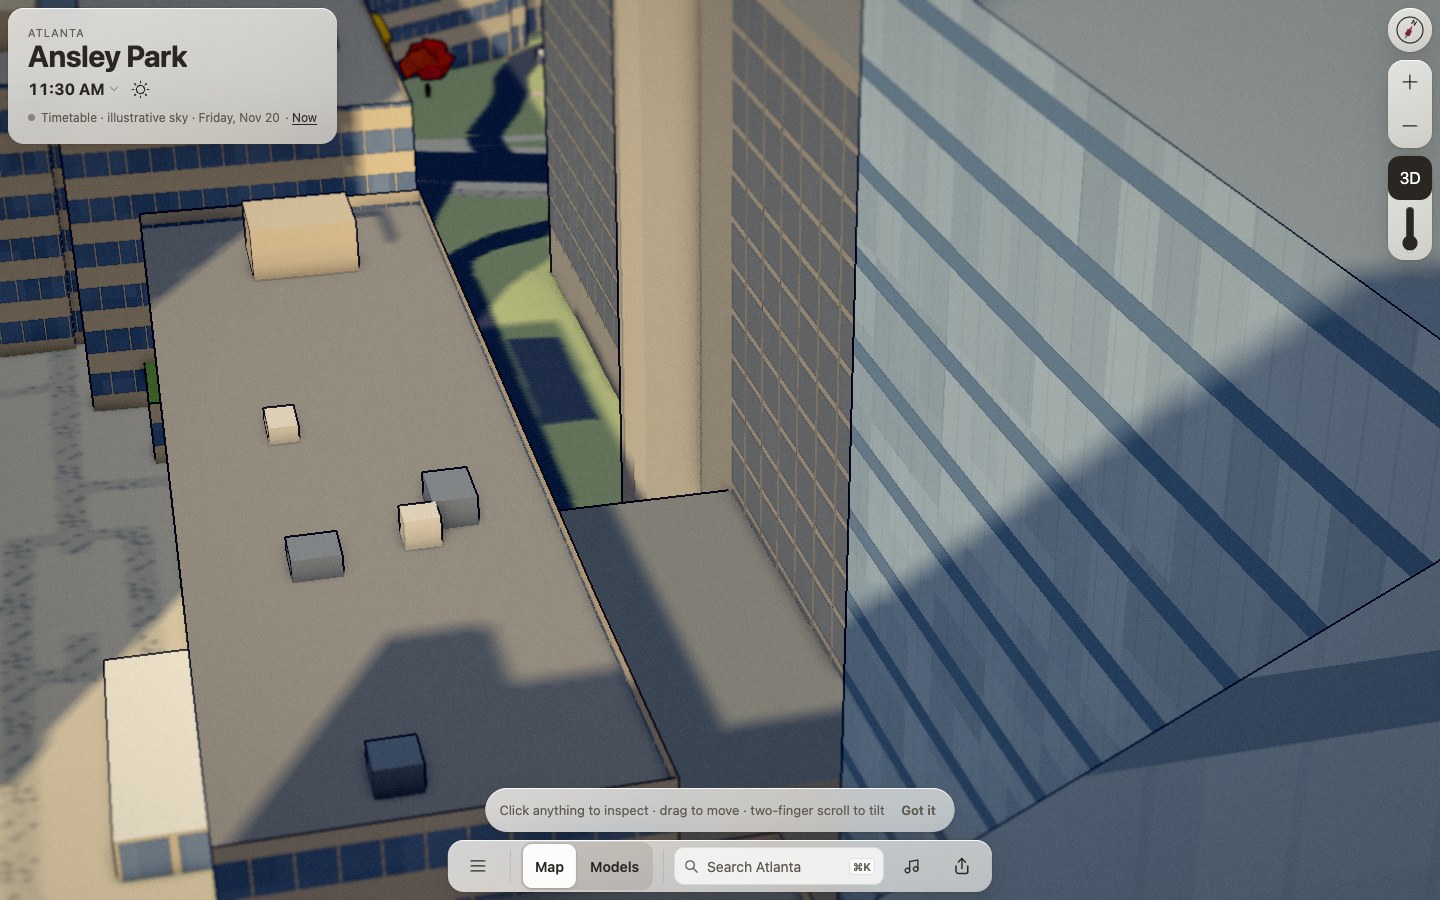 ATLANTA
Ansley Park
11:30 AM
Timetable · illustrative sky · Friday, Nov 20 · Now
N
3D
Click anything to inspect · drag to move · two-finger scroll to tilt Got it
Map Models Search Atlanta ⌘K